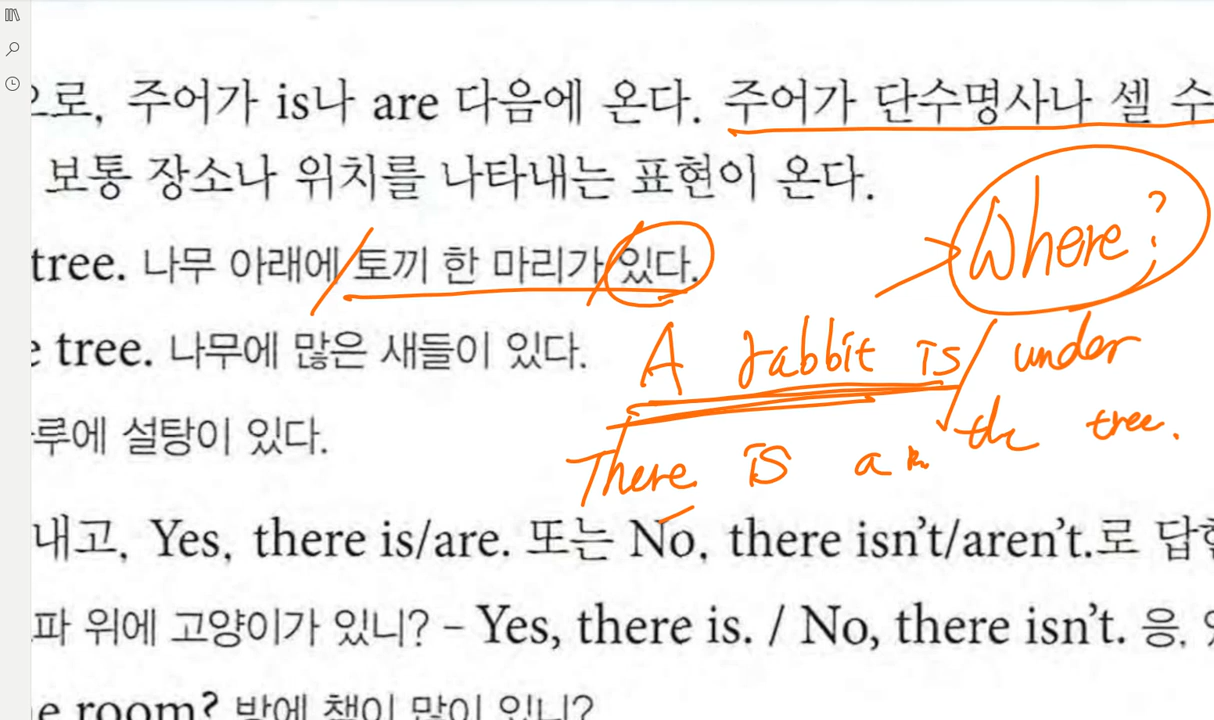 으로, 주어가 is나 are 다음에 온다. 주어가 단수명사나 셀 수
보통 장소나 위치를 나타내는 표현이 온다.
Where?
tree. 나무 아래에 토끼 한 마리가 있다.
e tree. 나무에 많은 새들이 있다.
A rabbit is under
the tree.
루에 설탕이 있다.
There is a
내고, Yes, there is/are. 또는 No, there isn't/aren't.로 답
파 위에 고양이가 있니? – Yes, there is. / No, there isn't. 응,
e room? 방에 책이 많이 있니?